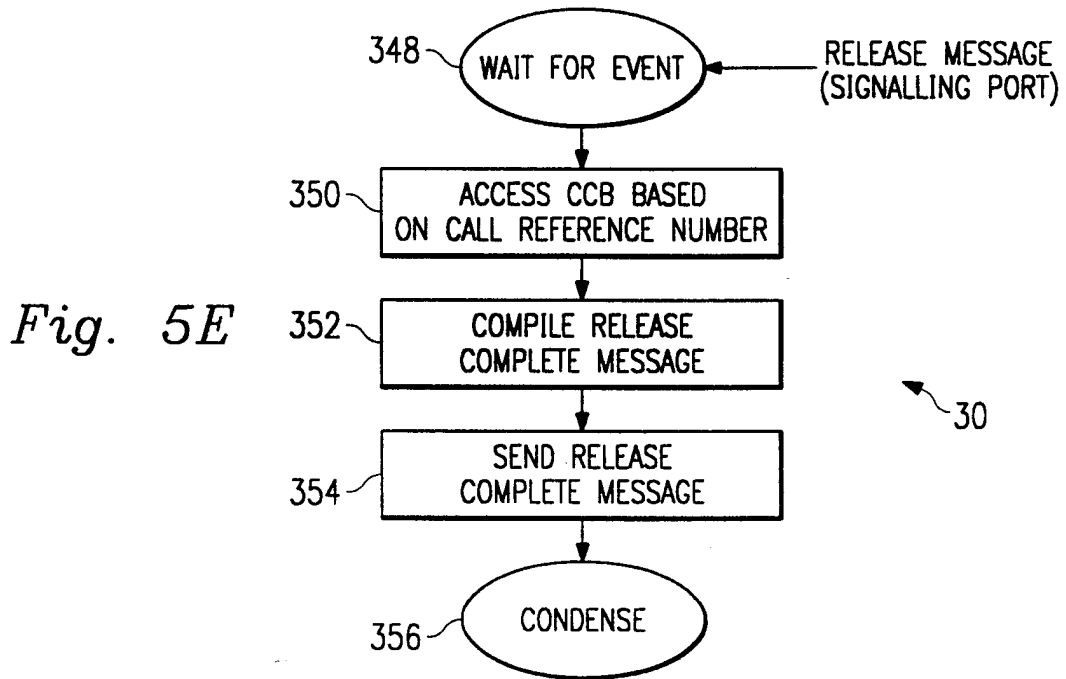 348
WAIT FOR EVENT
RELEASE MESSAGE
(SIGNALLING PORT)
350
ACCESS CCB BASED
ON CALL REFERENCE NUMBER
Fig. 5E
352
COMPILE RELEASE
COMPLETE MESSAGE
30
354
SEND RELEASE
COMPLETE MESSAGE
356
CONDENSE